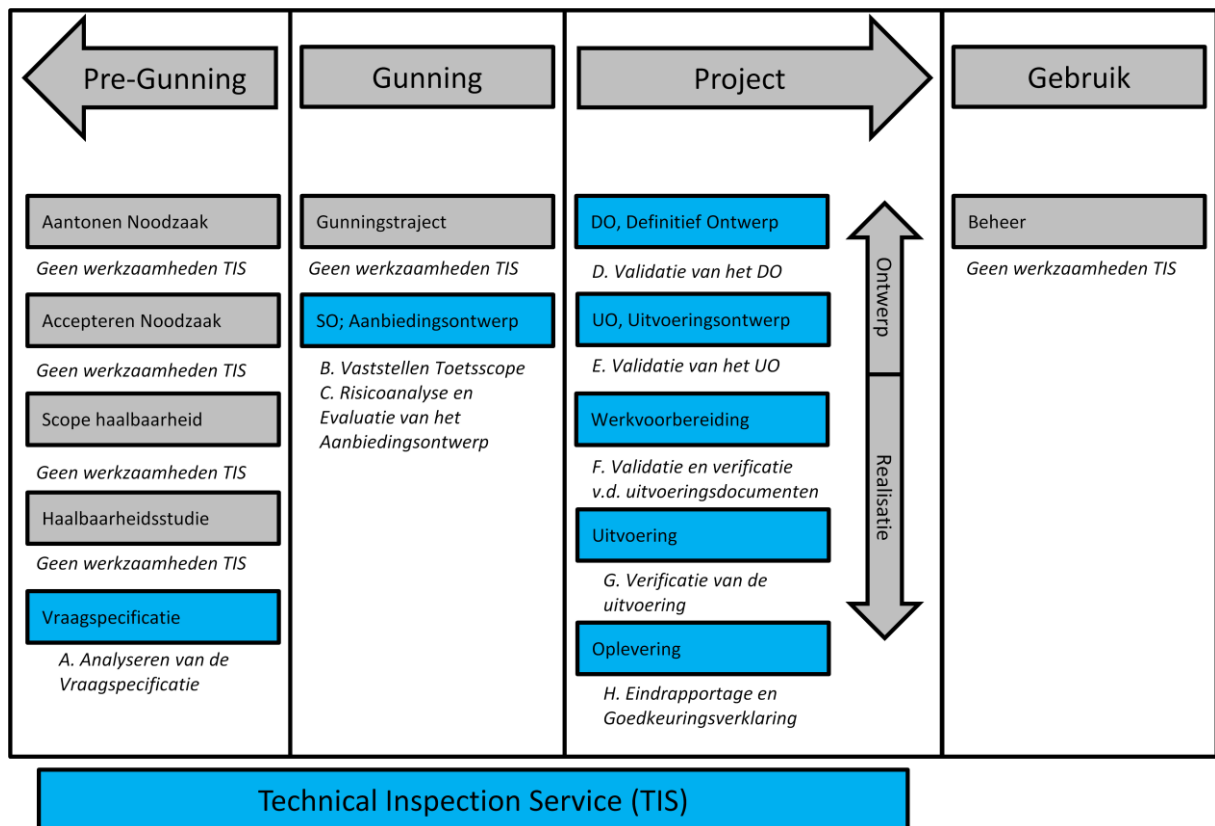 Pre-Gunning
Aantonen Noodzaak
Geen werkzaamheden TIS
Accepteren Noodzaak
Geen werkzaamheden TIS
Scope haalbaarheid
Geen werkzaamheden TIS
Haalbaarheidsstudie
Geen werkzaamheden TIS
Vraagspecificatie
A. Analyseren van de
Vraagspecificatie
Gunning
Gunningstraject
Geen werkzaamheden TIS
SO; Aanbiedingsontwerp
B. Vaststellen Toetsscope
C. Risicoanalyse en
Evaluatie van het
Aanbiedingsontwerp
Project
DO, Definitief Ontwerp
D. Validatie van het DO
UO, Uitvoeringsontwerp
E. Validatie van het UO
Werkvoorbereiding
F. Validatie en verificatie
v.d. uitvoeringsdocumenten
Uitvoering
G. Verificatie van de
uitvoering
Oplevering
H. Eindrapportage en
Goedkeuringsverklaring
Ontwerp
Realisatie
Gebruik
Beheer
Geen werkzaamheden TIS
Technical Inspection Service (TIS)